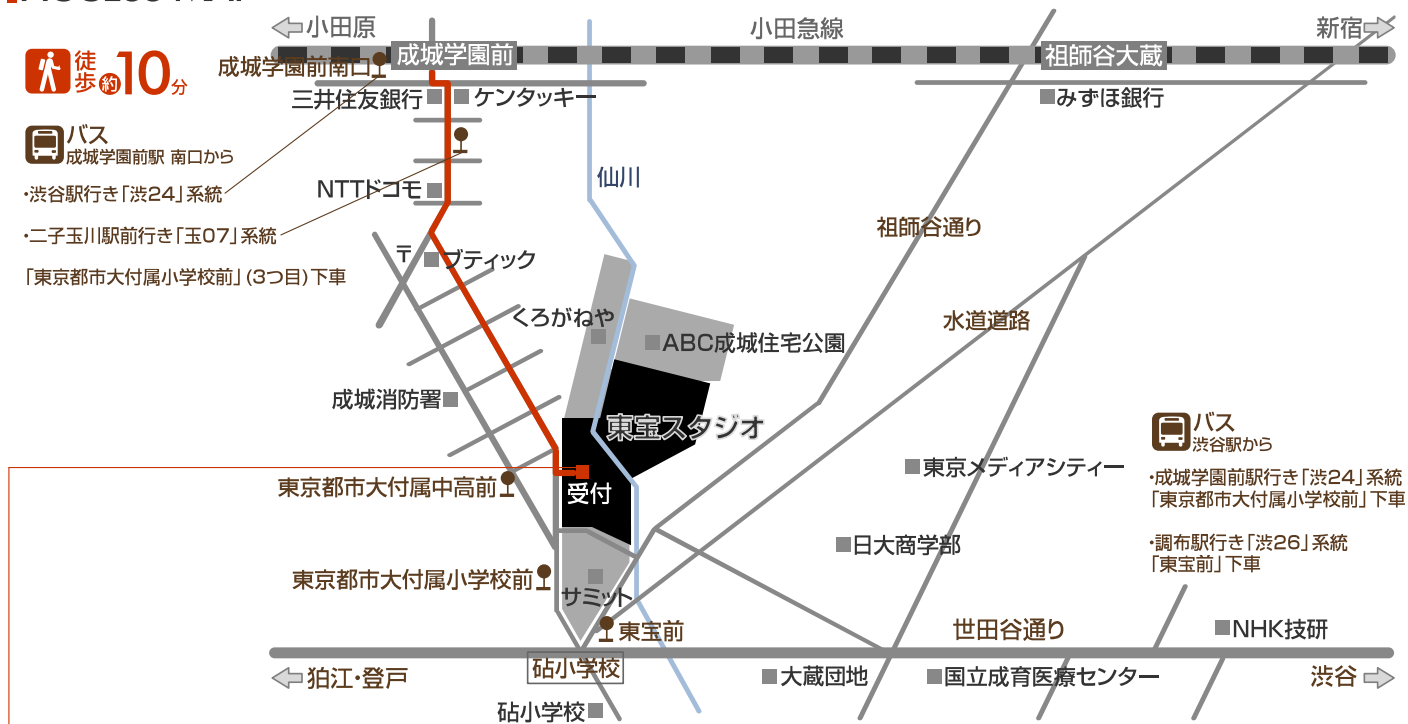 小田原
小田急線
新宿
成城学園前南口
成城学園前
祖師谷大蔵
徒歩約10分
三井住友銀行
ケンタッキー
みずほ銀行
バス
成城学園前駅 南口から
・渋谷駅行き「渋24」系統
NTTドコモ
仙川
・二子玉川駅前行き「玉07」系統
祖師谷通り
〒
ブティック
「東京都市大付属小学校前」(3つ目)下車
くろがねや
水道道路
ABC成城住宅公園
成城消防署
東宝スタジオ
バス
渋谷駅から
東京メディアシティー
・成城学園前駅行き「渋24」系統
「東京都市大付属小学校前」下車
東京都市大付属中高前
受付
日大商学部
・調布駅行き「渋26」系統
「東宝前」下車
東京都市大付属小学校前
サミット
東宝前
世田谷通り
NHK技研
砧小学校
狛江・登戸
大蔵団地
国立成育医療センター
渋谷
砧小学校